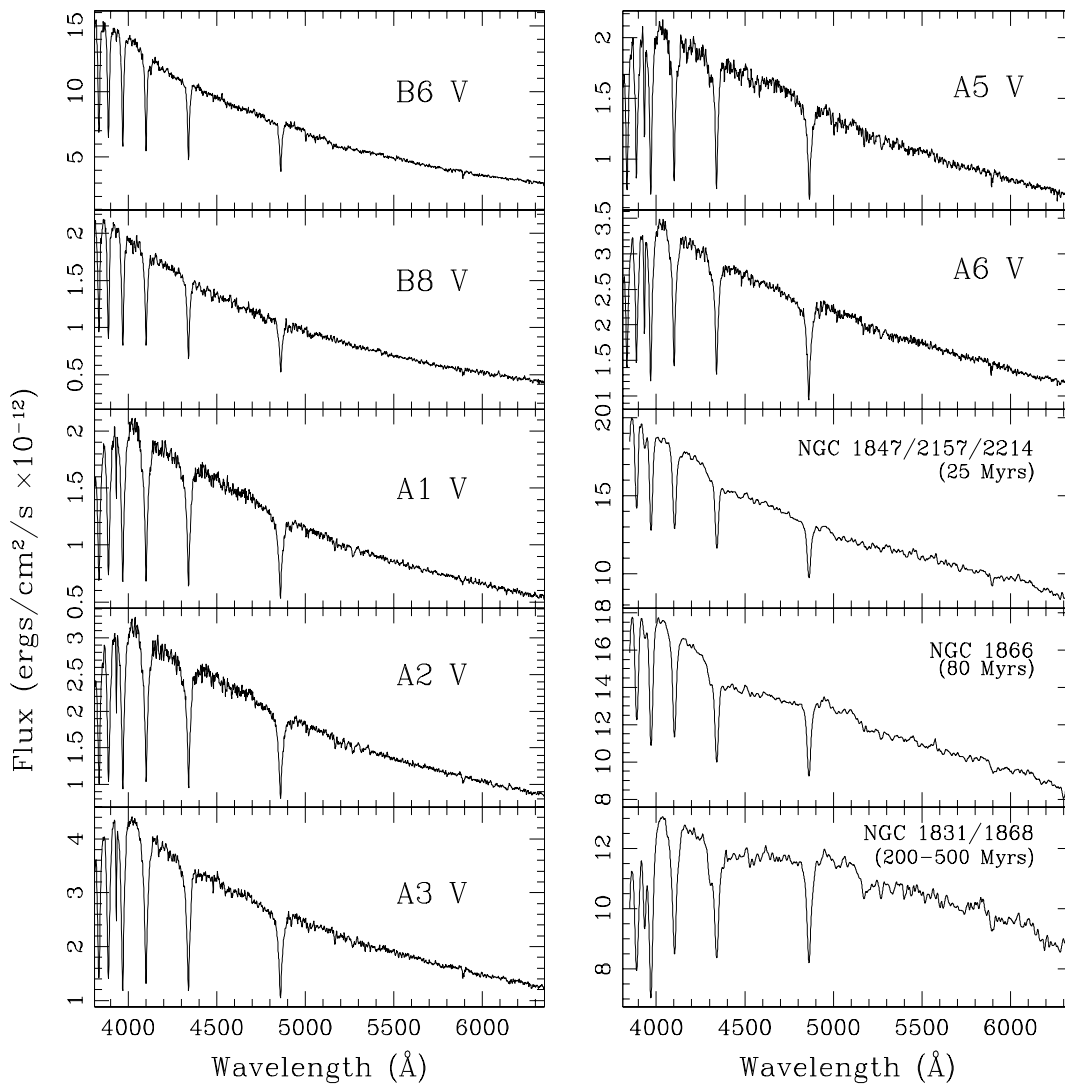 Flux (ergs/cm²/s ×10⁻¹²)
15
10
5
B6 V
2
1.5
1
0.5
B8 V
2
1.5
1
0.5
A1 V
3
2.5
2
1.5
1
A2 V
4
3
2
1
A3 V
4000 4500 5000 5500 6000
Wavelength (Å)
2
1.5
1
A5 V
3.5
3
2.5
2
1.5
1
A6 V
20
15
10
NGC 1847/2157/2214
(25 Myrs)
18
16
14
12
10
8
NGC 1866
(80 Myrs)
12
10
8
NGC 1831/1868
(200-500 Myrs)
4000 4500 5000 5500 6000
Wavelength (Å)